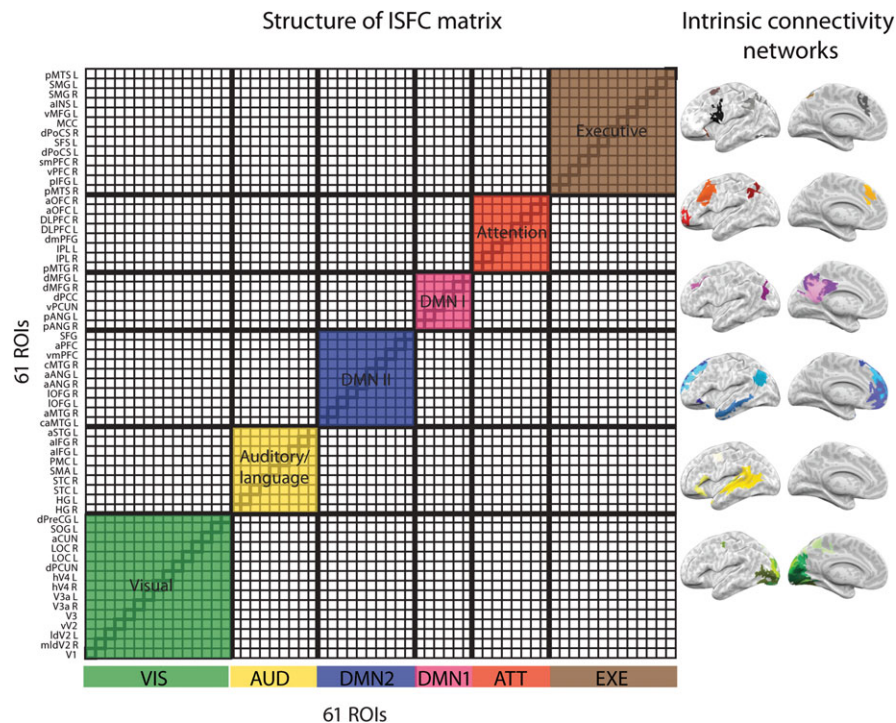 Structure of ISFC matrix
Intrinsic connectivity
networks
61 ROIs
pMTS L
SMG L
SMG R
aINS L
vMFG L
MCC
dPoCS R
SFS L
dPoCS L
smPFC R
vPFC R
pIFG L
pMTS R
aOFC R
aOFC L
DLPFC R
DLPFC L
dmPFG
IPL L
IPL R
pMTG R
dMFG L
dMFG R
dPCC
vPCUN
pANG L
pANG R
SFG
aPFC
vmPFC
cMTG R
aANG L
aANG R
lOFG R
lOFG L
aMTG R
caMTG L
aSTG L
aIFG R
aIFG L
PMC L
SMA L
STC R
STC L
HG L
HG R
dPreCG L
SOG L
aCUN
LOC R
LOC L
dPCUN
hV4 L
hV4 R
V3a L
V3a R
V3
vV2
ldV2 L
mldV2 R
V1
Executive
Attention
DMN I
DMN II
Auditory/
language
Visual
VIS
AUD
DMN2
DMN1
ATT
EXE
61 ROIs